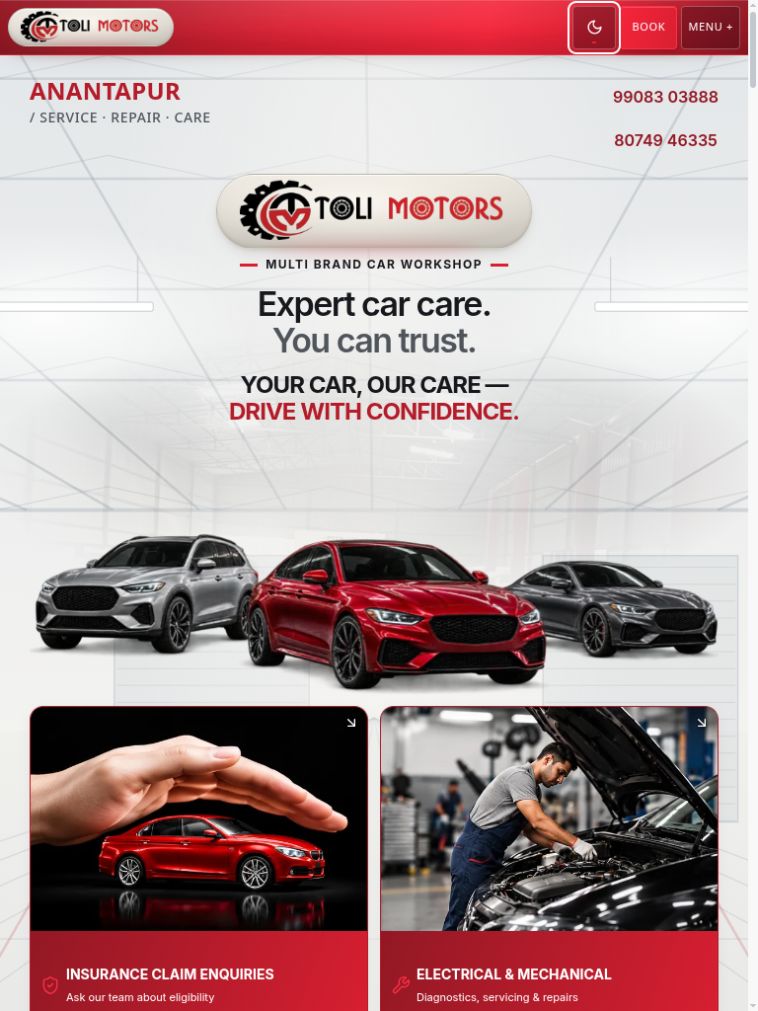 TOLI MOTORS
BOOK
MENU +
ANANTAPUR
/ SERVICE · REPAIR · CARE
99083 03888
80749 46335
TOLI MOTORS
MULTI BRAND CAR WORKSHOP
Expert car care.
You can trust.
YOUR CAR, OUR CARE —
DRIVE WITH CONFIDENCE.
INSURANCE CLAIM ENQUIRIES
Ask our team about eligibility
ELECTRICAL & MECHANICAL
Diagnostics, servicing & repairs